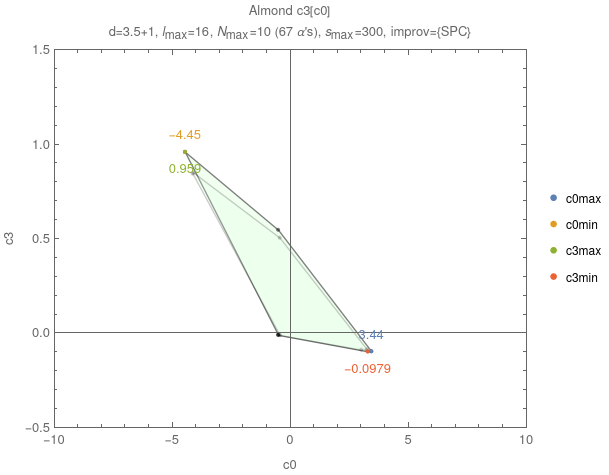 Almond c3[c0]
d=3.5+1, lmax=16, Nmax=10 (67 α's), smax=300, improv={SPC}
1.5
−4.45
1.0
0.959
c0max
c0min
0.5
c3
c3max
c3min
0.0
3.44
−0.0979
−0.5
−10
−5
0
5
10
c0